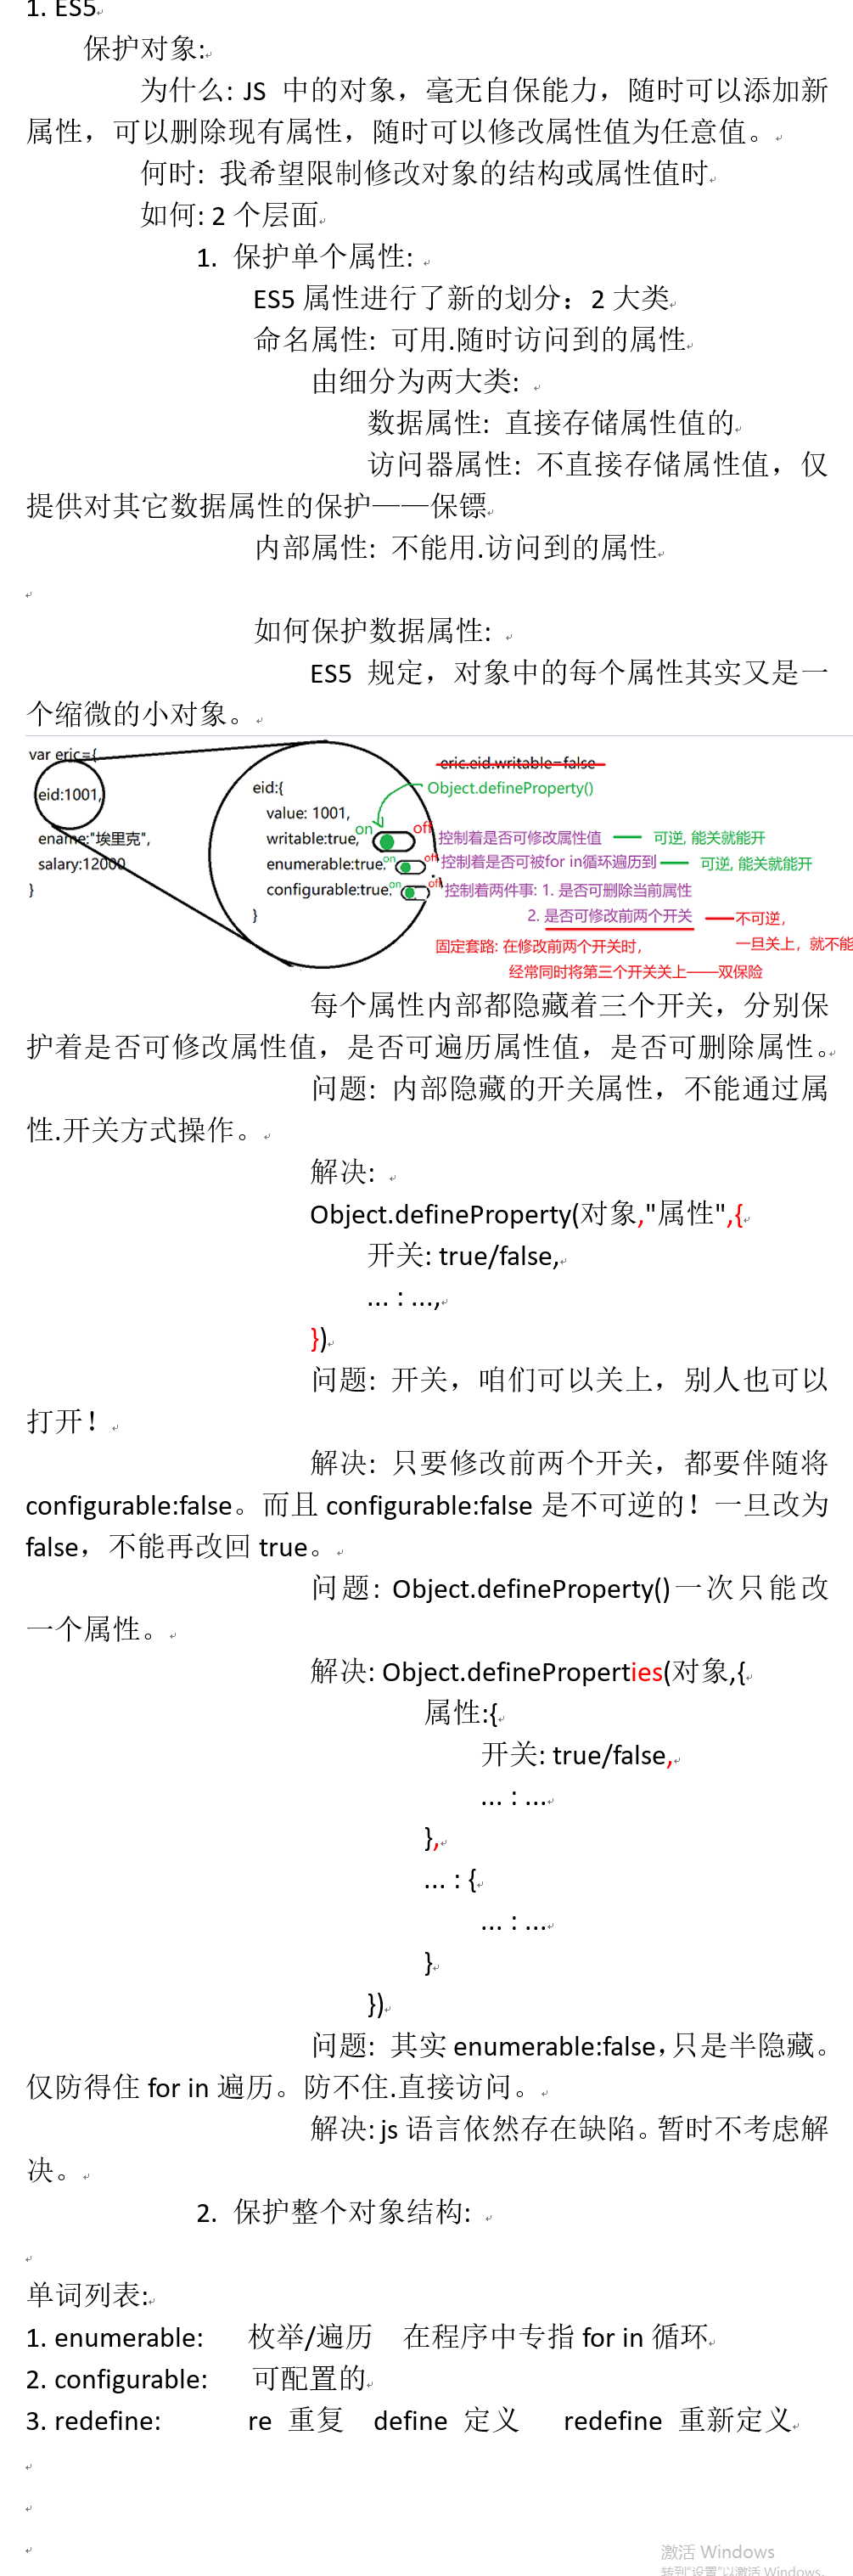 1. ES5
保护对象:
为什么: JS 中的对象，毫无自保能力，随时可以添加新
属性，可以删除现有属性，随时可以修改属性值为任意值。
何时: 我希望限制修改对象的结构或属性值时
如何: 2 个层面
1. 保护单个属性:
ES5 属性进行了新的划分：2 大类
命名属性: 可用.随时访问到的属性
由细分为两大类:
数据属性: 直接存储属性值的
访问器属性: 不直接存储属性值，仅
提供对其它数据属性的保护——保镖
内部属性: 不能用.访问到的属性
如何保护数据属性:
ES5 规定，对象中的每个属性其实又是一
个缩微的小对象。
var eric={
eid:1001,
ename:"埃里克",
salary:12000
}
eid:{
value: 1001,
writable:true,
enumerable:true.
configurable:true.
}
eric.eid.writable=false
Object.defineProperty()
on off 控制着是否可修改属性值 —— 可逆, 能关就能开
on off 控制着是否可被for in循环遍历到 —— 可逆, 能关就能开
on off 控制着两件事: 1. 是否可删除当前属性
2. 是否可修改前两个开关 ——不可逆，
一旦关上，就不能
固定套路: 在修改前两个开关时，
经常同时将第三个开关关上——双保险
每个属性内部都隐藏着三个开关，分别保
护着是否可修改属性值，是否可遍历属性值，是否可删除属性。
问题: 内部隐藏的开关属性，不能通过属
性.开关方式操作。
解决:
Object.defineProperty(对象,"属性",{
开关: true/false,
... : ...,
})
问题: 开关，咱们可以关上，别人也可以
打开！
解决: 只要修改前两个开关，都要伴随将
configurable:false。而且 configurable:false 是不可逆的！一旦改为
false，不能再改回 true。
问题: Object.defineProperty()一次只能改
一个属性。
解决: Object.defineProperties(对象,{
属性:{
开关: true/false,
... : ...
},
... : {
... : ...
}
})
问题: 其实 enumerable:false，只是半隐藏。
仅防得住 for in 遍历。防不住.直接访问。
解决: js 语言依然存在缺陷。暂时不考虑解
决。
2. 保护整个对象结构:
单词列表:
1. enumerable: 枚举/遍历 在程序中专指 for in 循环
2. configurable: 可配置的
3. redefine: re 重复 define 定义 redefine 重新定义
激活 Windows
转到"设置"以激活 Windows。